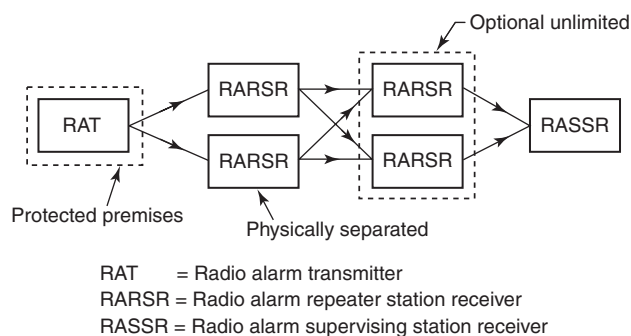 Optional unlimited
RARSR
RARSR
RAT
RASSR
RARSR
RARSR
Protected premises
Physically separated
RAT = Radio alarm transmitter
RARSR = Radio alarm repeater station receiver
RASSR = Radio alarm supervising station receiver